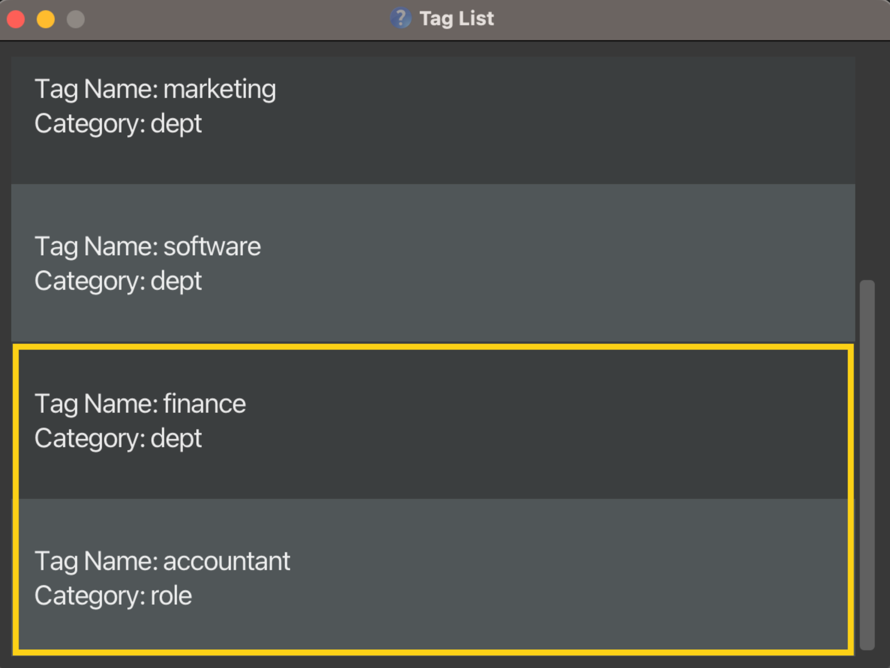 ? Tag List
Tag Name: marketing
Category: dept
Tag Name: software
Category: dept
Tag Name: finance
Category: dept
Tag Name: accountant
Category: role